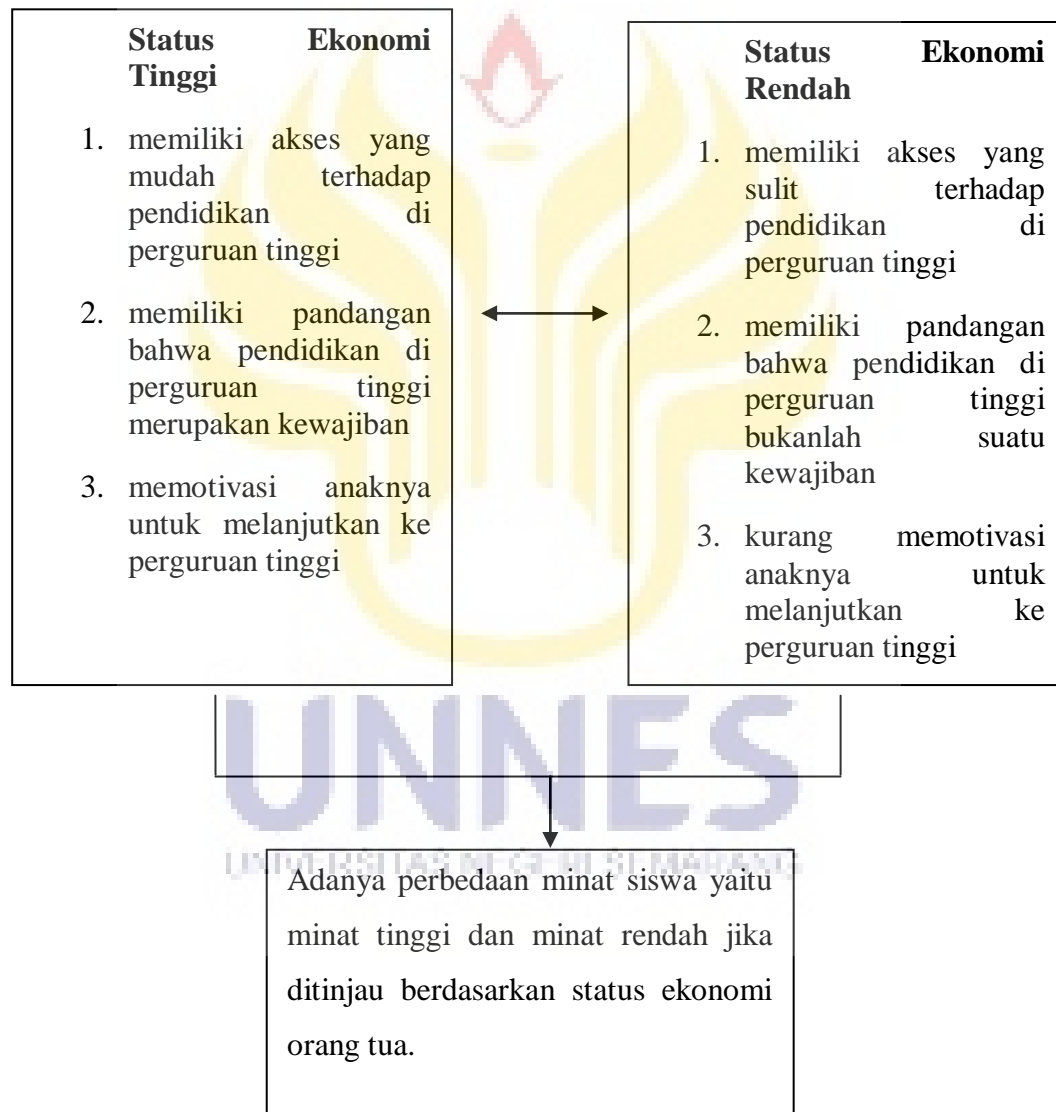 Status Ekonomi
Tinggi
1. memiliki akses yang
mudah terhadap
pendidikan di
perguruan tinggi
2. memiliki pandangan
bahwa pendidikan di
perguruan tinggi
merupakan kewajiban
3. memotivasi anaknya
untuk melanjutkan ke
perguruan tinggi
Status Ekonomi
Rendah
1. memiliki akses yang
sulit terhadap
pendidikan di
perguruan tinggi
2. memiliki pandangan
bahwa pendidikan di
perguruan tinggi
bukanlah suatu
kewajiban
3. kurang memotivasi
anaknya untuk
melanjutkan ke
perguruan tinggi
UNNES
UNIVERSITAS NEGERI SEMARANG
Adanya perbedaan minat siswa yaitu
minat tinggi dan minat rendah jika
ditinjau berdasarkan status ekonomi
orang tua.